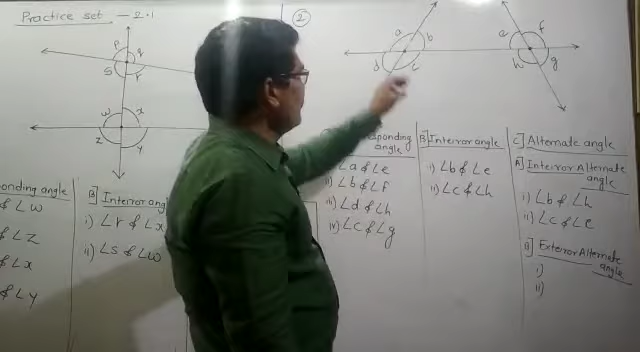 Practice set - 2.1
2
p q
s r
w x
z y
a b
d c
e f
h g
onding angle
& ∠w
& ∠z
& ∠x
& ∠y
B] Interior angle
i) ∠r & ∠x
ii) ∠s & ∠w
ponding
angle
∠a & ∠e
ii) ∠b & ∠f
iii) ∠d & ∠h
iv) ∠c & ∠g
B] Interior angle
i) ∠b & ∠e
ii) ∠c & ∠h
C] Alternate angle
A] Interior Alternate
angle
i) ∠b & ∠h
ii) ∠c & ∠e
B] Exterior Alternate
angle
i)
ii)